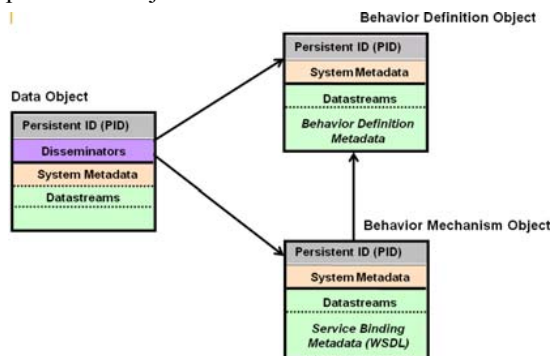 Behavior Definition Object
Persistent ID (PID)
System Metadata
Datastreams
Behavior Definition
Metadata
Data Object
Persistent ID (PID)
Disseminators
System Metadata
Datastreams
Behavior Mechanism Object
Persistent ID (PID)
System Metadata
Datastreams
Service Binding
Metadata (WSDL)